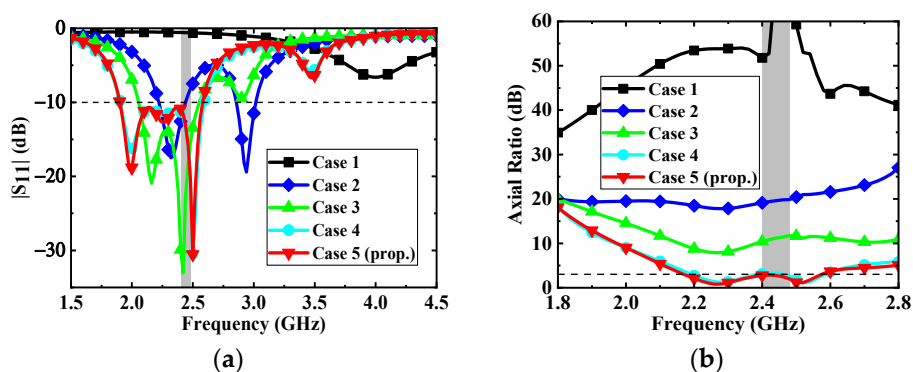 |S11| (dB)
0
−10
−20
−30
1.5 2.0 2.5 3.0 3.5 4.0 4.5
Frequency (GHz)
Case 1
Case 2
Case 3
Case 4
Case 5 (prop.)
(a)
Axial Ratio (dB)
60
50
40
30
20
10
0
1.8 2.0 2.2 2.4 2.6 2.8
Frequency (GHz)
Case 1
Case 2
Case 3
Case 4
Case 5 (prop.)
(b)